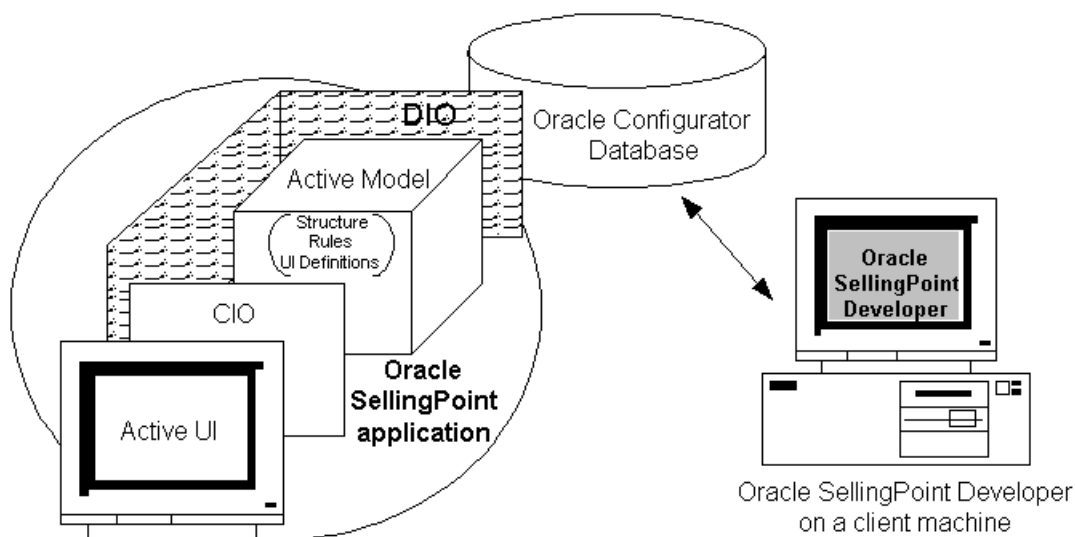 DIO
Oracle Configurator
Database
Active Model
Structure
Rules
UI Definitions
CIO
Oracle
SellingPoint
application
Active UI
Oracle
SellingPoint
Developer
Oracle SellingPoint Developer
on a client machine